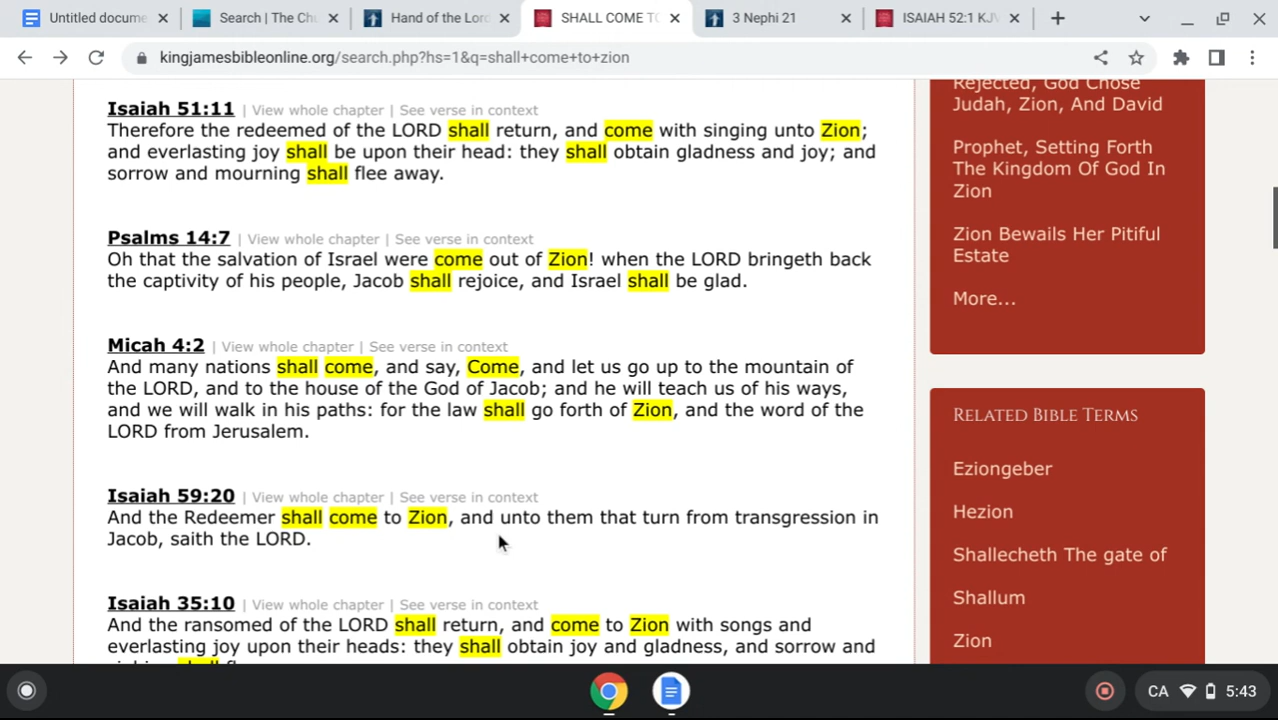 Untitled docume
Search | The Chu
Hand of the Lord
SHALL COME TO
3 Nephi 21
ISAIAH 52:1 KJV
kingjamesbibleonline.org/search.php?hs=1&q=shall+come+to+zion
Isaiah 51:11 | View whole chapter | See verse in context
Therefore the redeemed of the LORD shall return, and come with singing unto Zion;
and everlasting joy shall be upon their head: they shall obtain gladness and joy; and
sorrow and mourning shall flee away.
Psalms 14:7 | View whole chapter | See verse in context
Oh that the salvation of Israel were come out of Zion! when the LORD bringeth back
the captivity of his people, Jacob shall rejoice, and Israel shall be glad.
Micah 4:2 | View whole chapter | See verse in context
And many nations shall come, and say, Come, and let us go up to the mountain of
the LORD, and to the house of the God of Jacob; and he will teach us of his ways,
and we will walk in his paths: for the law shall go forth of Zion, and the word of the
LORD from Jerusalem.
Isaiah 59:20 | View whole chapter | See verse in context
And the Redeemer shall come to Zion, and unto them that turn from transgression in
Jacob, saith the LORD.
Isaiah 35:10 | View whole chapter | See verse in context
And the ransomed of the LORD shall return, and come to Zion with songs and
everlasting joy upon their heads: they shall obtain joy and gladness, and sorrow and
shall
Rejected, God Chose
Judah, Zion, And David
Prophet, Setting Forth
The Kingdom Of God In
Zion
Zion Bewails Her Pitiful
Estate
More...
RELATED BIBLE TERMS
Eziongeber
Hezion
Shallecheth The gate of
Shallum
Zion
CA 5:43